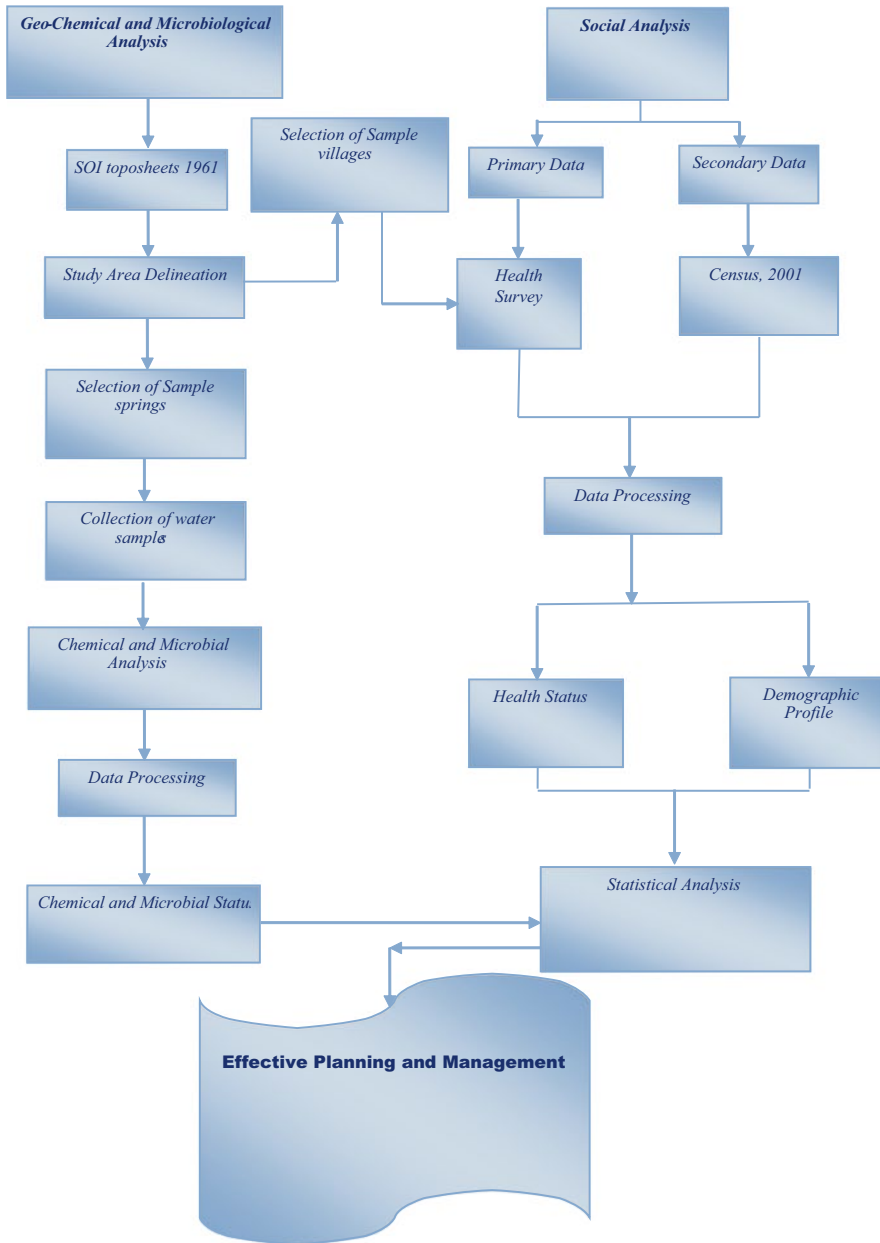 Geo-Chemical and Microbiological
Analysis
SOI toposheets 1961
Study Area Delineation
Selection of Sample
springs
Collection of water
samples
Chemical and Microbial
Analysis
Data Processing
Chemical and Microbial Statu.
Selection of Sample
villages
Social Analysis
Primary Data
Secondary Data
Health
Survey
Census, 2001
Data Processing
Health Status
Demographic
Profile
Statistical Analysis
Effective Planning and Management